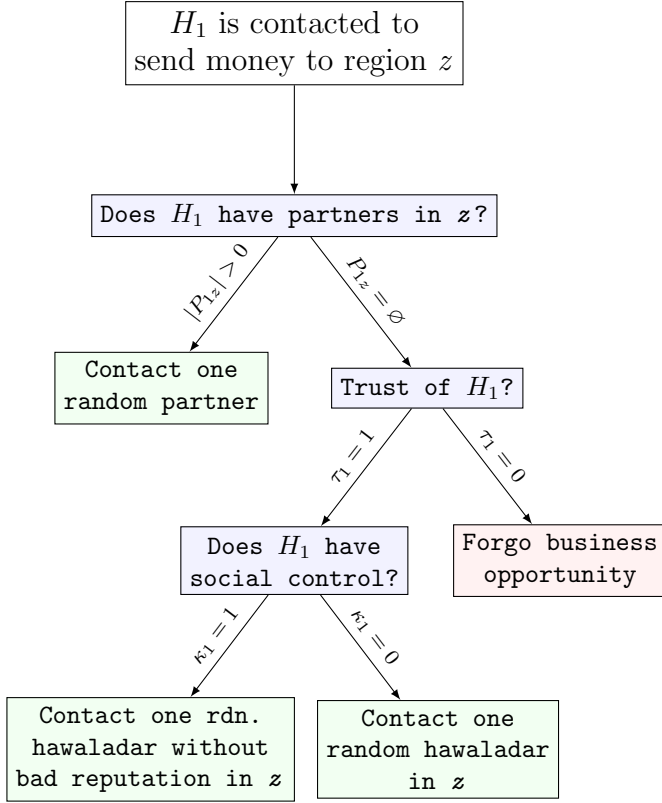 H₁ is contacted to
send money to region z
Does H₁ have partners in z?
|P₁z| > 0
P₁z = ∅
Contact one
random partner
Trust of H₁?
τ₁ = 1
τ₁ = 0
Does H₁ have
social control?
Forgo business
opportunity
κ₁ = 1
κ₁ = 0
Contact one rdn.
hawaladar without
bad reputation in z
Contact one
random hawaladar
in z